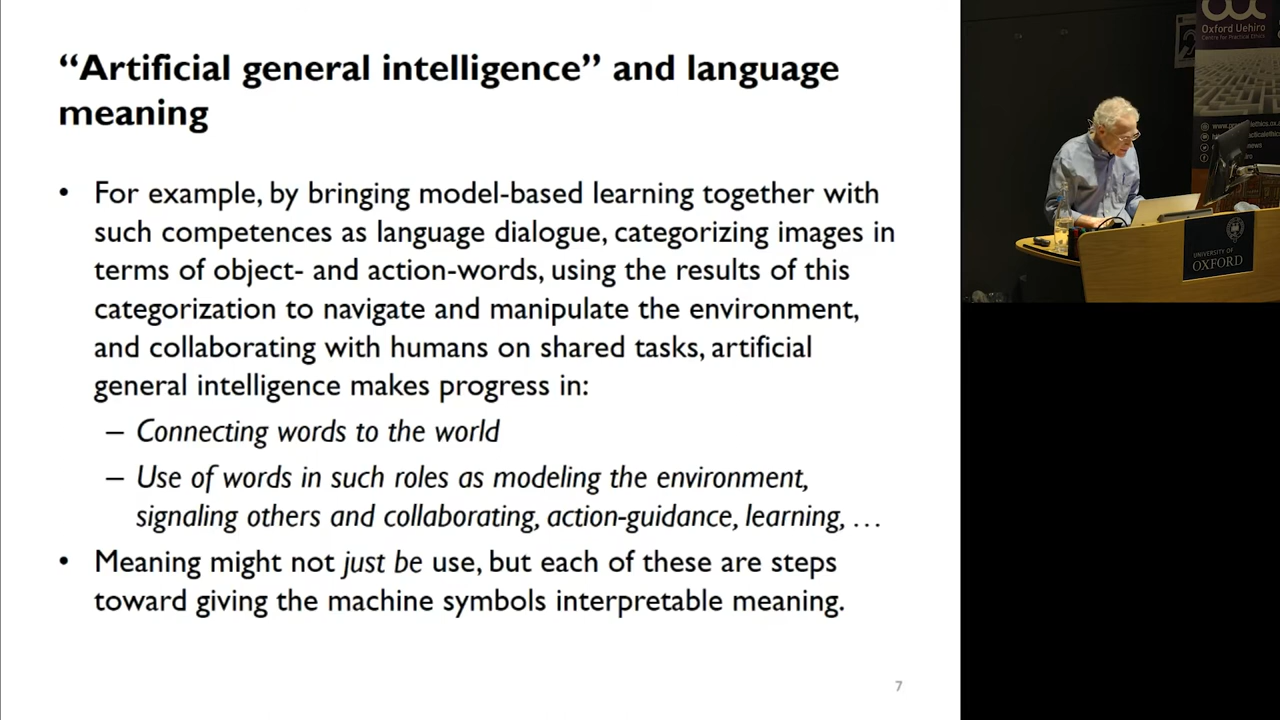 “Artificial general intelligence” and language
meaning
• For example, by bringing model-based learning together with
such competences as language dialogue, categorizing images in
terms of object- and action-words, using the results of this
categorization to navigate and manipulate the environment,
and collaborating with humans on shared tasks, artificial
general intelligence makes progress in:
– Connecting words to the world
– Use of words in such roles as modeling the environment,
signaling others and collaborating, action-guidance, learning, …
• Meaning might not just be use, but each of these are steps
toward giving the machine symbols interpretable meaning.
7
Oxford Uehiro
Centre for Practical Ethics
UNIVERSITY OF
OXFORD